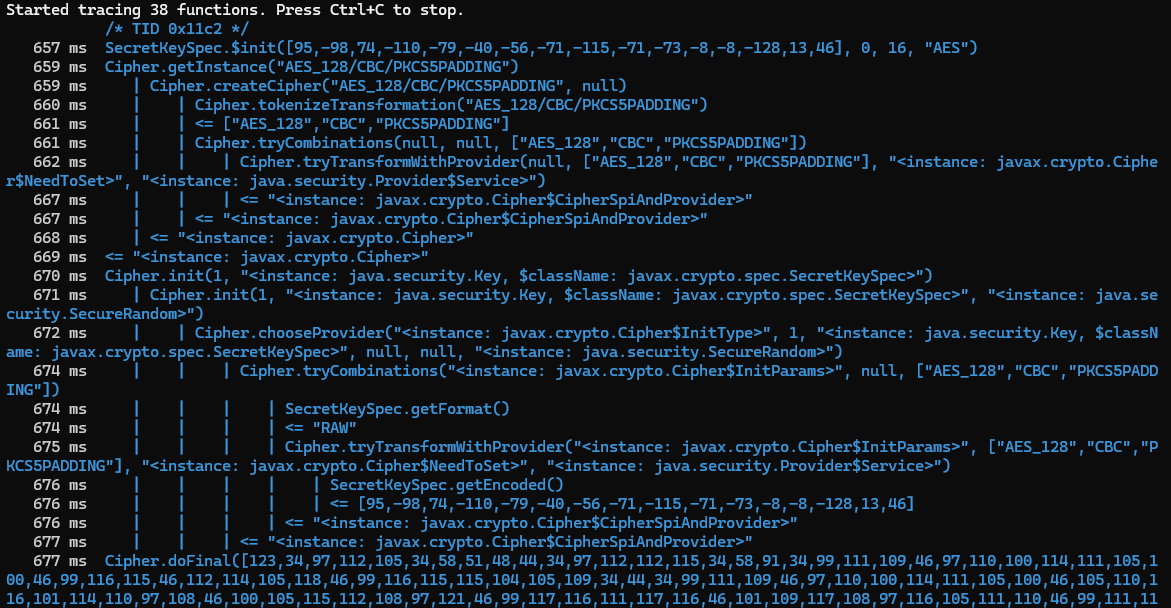 Started tracing 38 functions. Press Ctrl+C to stop.
/* TID 0x11c2 */
657 ms  SecretKeySpec.$init([95,-98,74,-110,-79,-40,-56,-71,-115,-71,-73,-8,-8,-128,13,46], 0, 16, "AES")
659 ms  Cipher.getInstance("AES_128/CBC/PKCS5PADDING")
659 ms     | Cipher.createCipher("AES_128/CBC/PKCS5PADDING", null)
660 ms     |    | Cipher.tokenizeTransformation("AES_128/CBC/PKCS5PADDING")
661 ms     |    | <= ["AES_128","CBC","PKCS5PADDING"]
661 ms     |    | Cipher.tryCombinations(null, null, ["AES_128","CBC","PKCS5PADDING"])
662 ms     |    |    | Cipher.tryTransformWithProvider(null, ["AES_128","CBC","PKCS5PADDING"], "<instance: javax.crypto.Ciphe
r$NeedToSet>", "<instance: java.security.Provider$Service>")
667 ms     |    |    | <= "<instance: javax.crypto.Cipher$CipherSpiAndProvider>"
667 ms     |    | <= "<instance: javax.crypto.Cipher$CipherSpiAndProvider>"
668 ms     | <= "<instance: javax.crypto.Cipher>"
669 ms  <= "<instance: javax.crypto.Cipher>"
670 ms  Cipher.init(1, "<instance: java.security.Key, $className: javax.crypto.spec.SecretKeySpec>")
671 ms     | Cipher.init(1, "<instance: java.security.Key, $className: javax.crypto.spec.SecretKeySpec>", "<instance: java.se
curity.SecureRandom>")
672 ms     |    | Cipher.chooseProvider("<instance: javax.crypto.Cipher$InitType>", 1, "<instance: java.security.Key, $classN
ame: javax.crypto.spec.SecretKeySpec>", null, null, "<instance: java.security.SecureRandom>")
674 ms     |    |    | Cipher.tryCombinations("<instance: javax.crypto.Cipher$InitParams>", null, ["AES_128","CBC","PKCS5PADD
ING"])
674 ms     |    |    |    | SecretKeySpec.getFormat()
674 ms     |    |    |    | <= "RAW"
675 ms     |    |    |    | Cipher.tryTransformWithProvider("<instance: javax.crypto.Cipher$InitParams>", ["AES_128","CBC","P
KCS5PADDING"], "<instance: javax.crypto.Cipher$NeedToSet>", "<instance: java.security.Provider$Service>")
676 ms     |    |    |    |    | SecretKeySpec.getEncoded()
676 ms     |    |    |    |    | <= [95,-98,74,-110,-79,-40,-56,-71,-115,-71,-73,-8,-8,-128,13,46]
676 ms     |    |    |    | <= "<instance: javax.crypto.Cipher$CipherSpiAndProvider>"
677 ms     |    |    | <= "<instance: javax.crypto.Cipher$CipherSpiAndProvider>"
677 ms  Cipher.doFinal([123,34,97,112,105,34,58,51,48,44,34,97,112,112,115,34,58,91,34,99,111,109,46,97,110,100,114,111,105,1
00,46,99,116,115,46,112,114,105,118,46,99,116,115,115,104,105,109,34,44,34,99,111,109,46,97,110,100,114,111,105,100,46,105,110,1
16,101,114,110,97,108,46,100,105,115,112,108,97,121,46,99,117,116,111,117,116,46,101,109,117,108,97,116,105,111,110,46,99,111,11